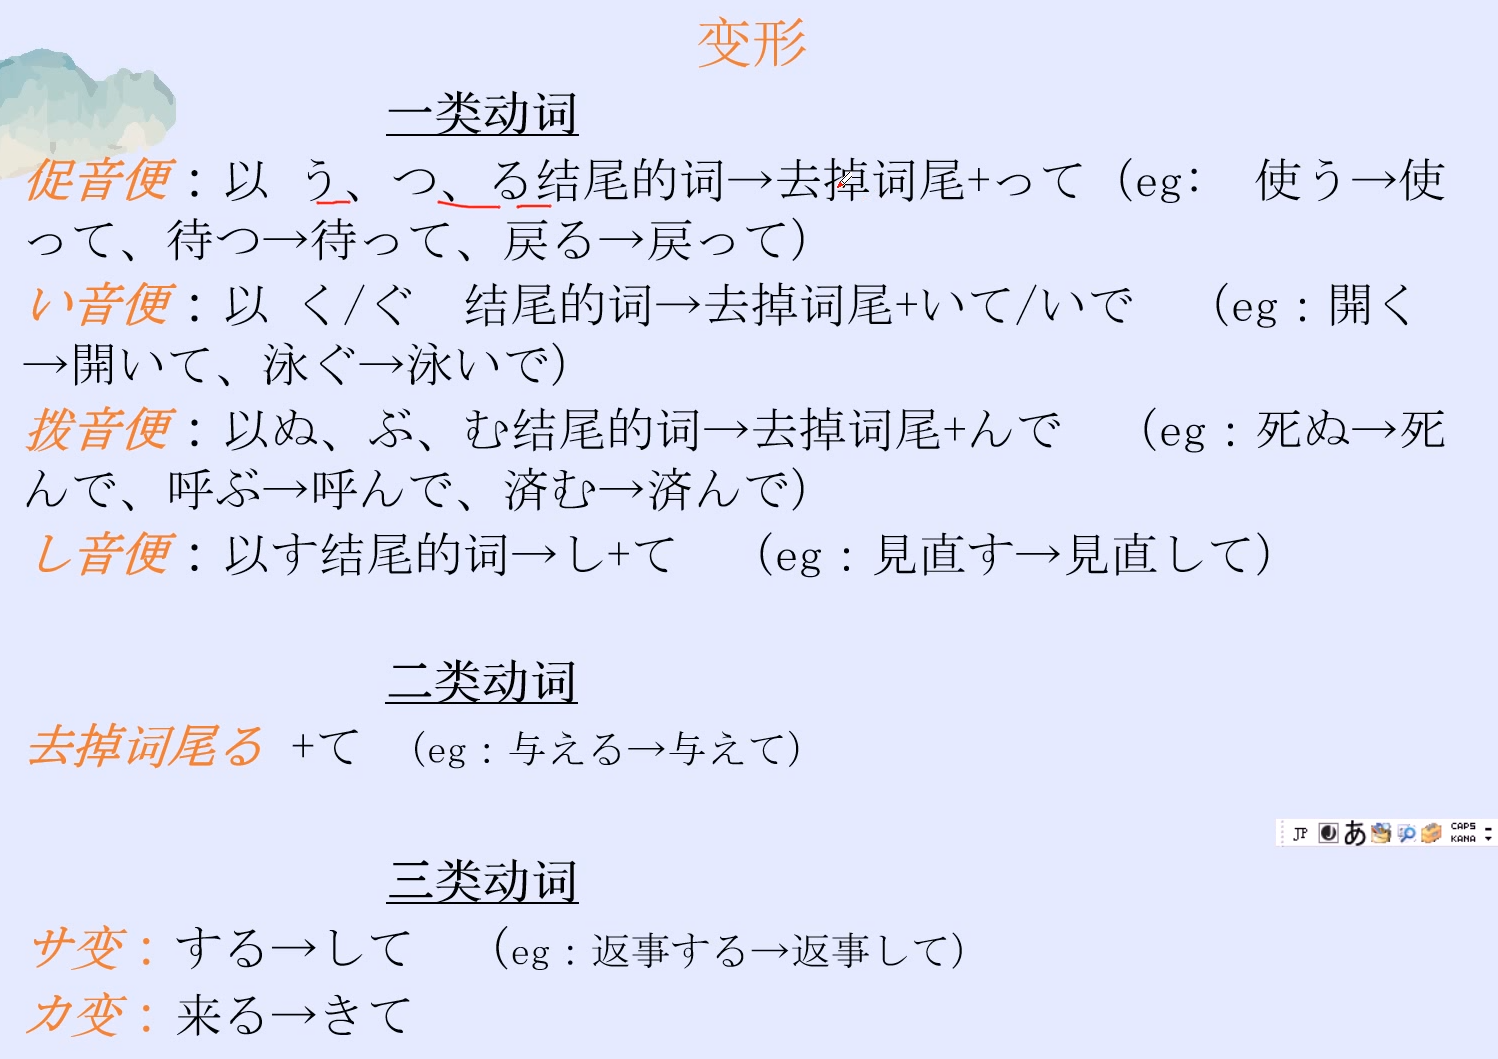 变形
一类动词
促音便：以 う、つ、る结尾的词→去掉词尾+って（eg： 使う→使
って、待つ→待って、戻る→戻って）
い音便：以 く/ぐ 结尾的词→去掉词尾+いて/いで （eg：開く
→開いて、泳ぐ→泳いで）
拨音便：以ぬ、ぶ、む结尾的词→去掉词尾+んで （eg：死ぬ→死
んで、呼ぶ→呼んで、済む→済んで）
し音便：以す结尾的词→し+て （eg：見直す→見直して）
二类动词
去掉词尾る +て （eg：与える→与えて）
三类动词
サ变：する→して （eg：返事する→返事して）
カ变：来る→きて
JP あ CAPS
KANA